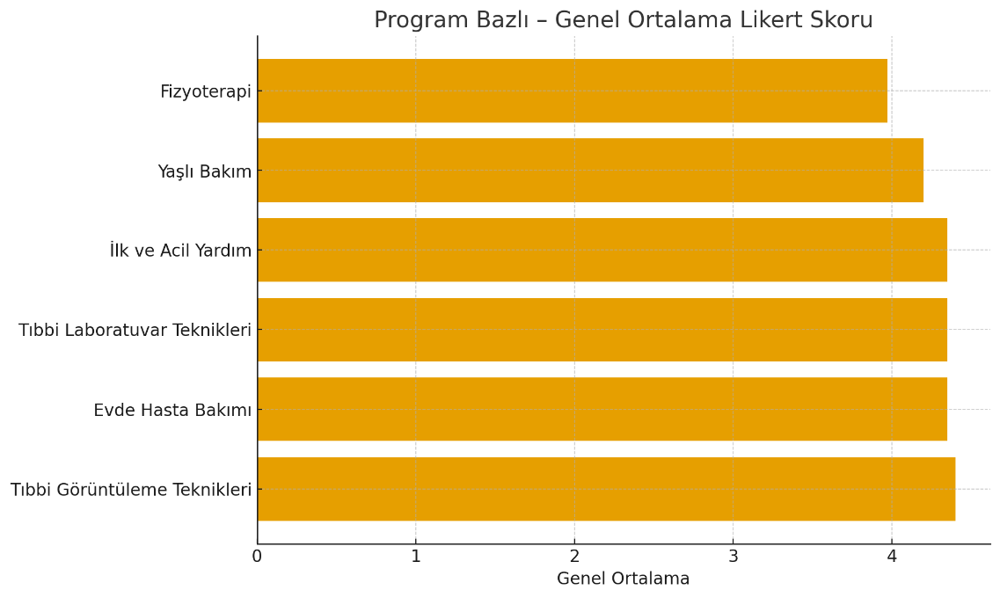 Program Bazlı – Genel Ortalama Likert Skoru
Fizyoterapi
Yaşlı Bakım
İlk ve Acil Yardım
Tıbbi Laboratuvar Teknikleri
Evde Hasta Bakımı
Tıbbi Görüntüleme Teknikleri
0 1 2 3 4
Genel Ortalama